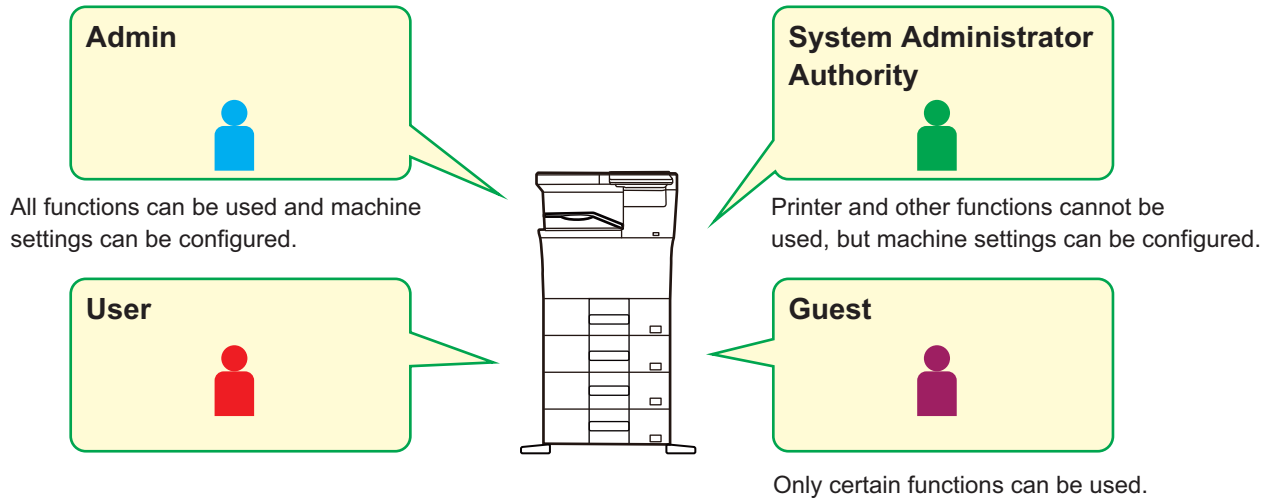 Admin
System Administrator
Authority
All functions can be used and machine
settings can be configured.
Printer and other functions cannot be
used, but machine settings can be configured.
User
Guest
Only certain functions can be used.